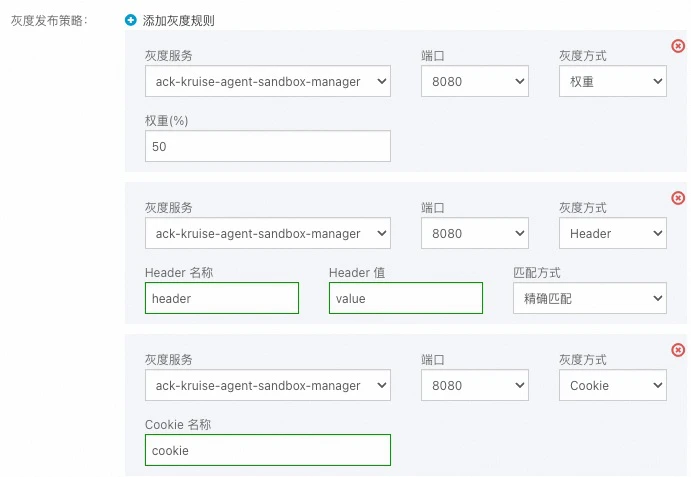 灰度发布策略: 添加灰度规则
灰度服务 端口 灰度方式
ack-kruise-agent-sandbox-manager 8080 权重
权重(%)
50
灰度服务 端口 灰度方式
ack-kruise-agent-sandbox-manager 8080 Header
Header 名称 Header 值 匹配方式
header value 精确匹配
灰度服务 端口 灰度方式
ack-kruise-agent-sandbox-manager 8080 Cookie
Cookie 名称
cookie